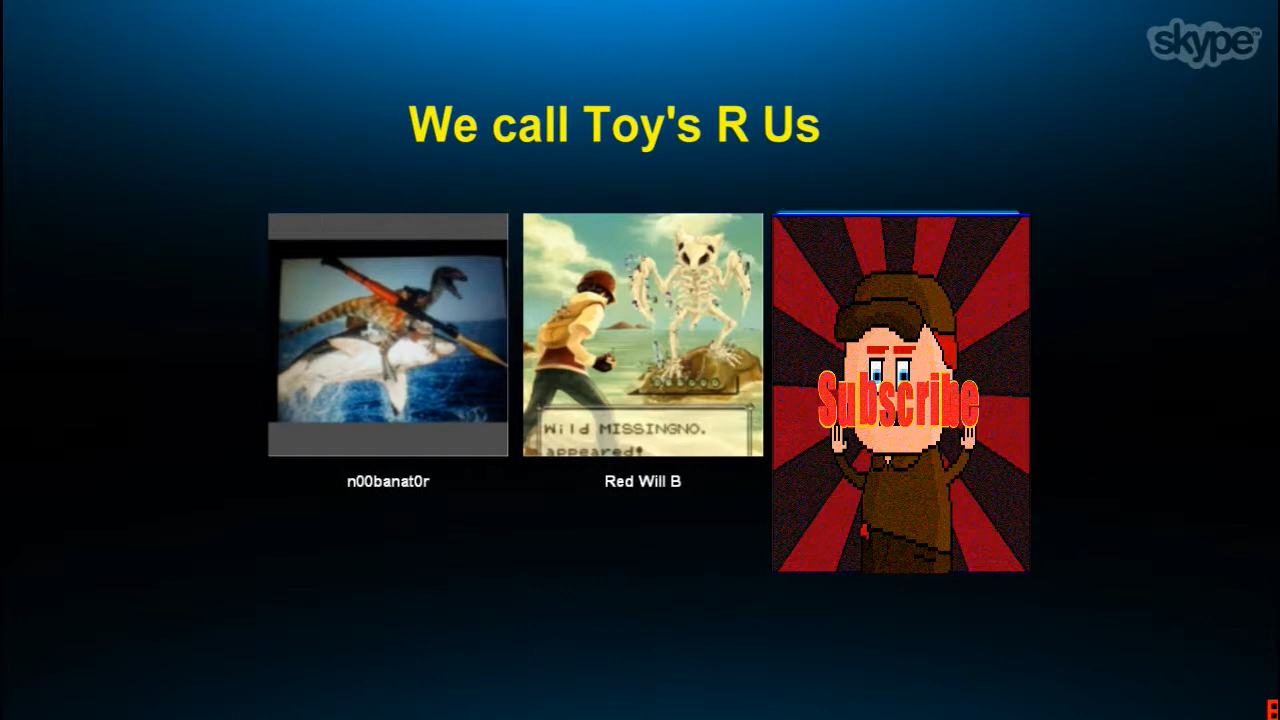 skype
We call Toy's R Us
Wild MISSINGNO.
appeared!
Subscribe
n00banat0r
Red Will B